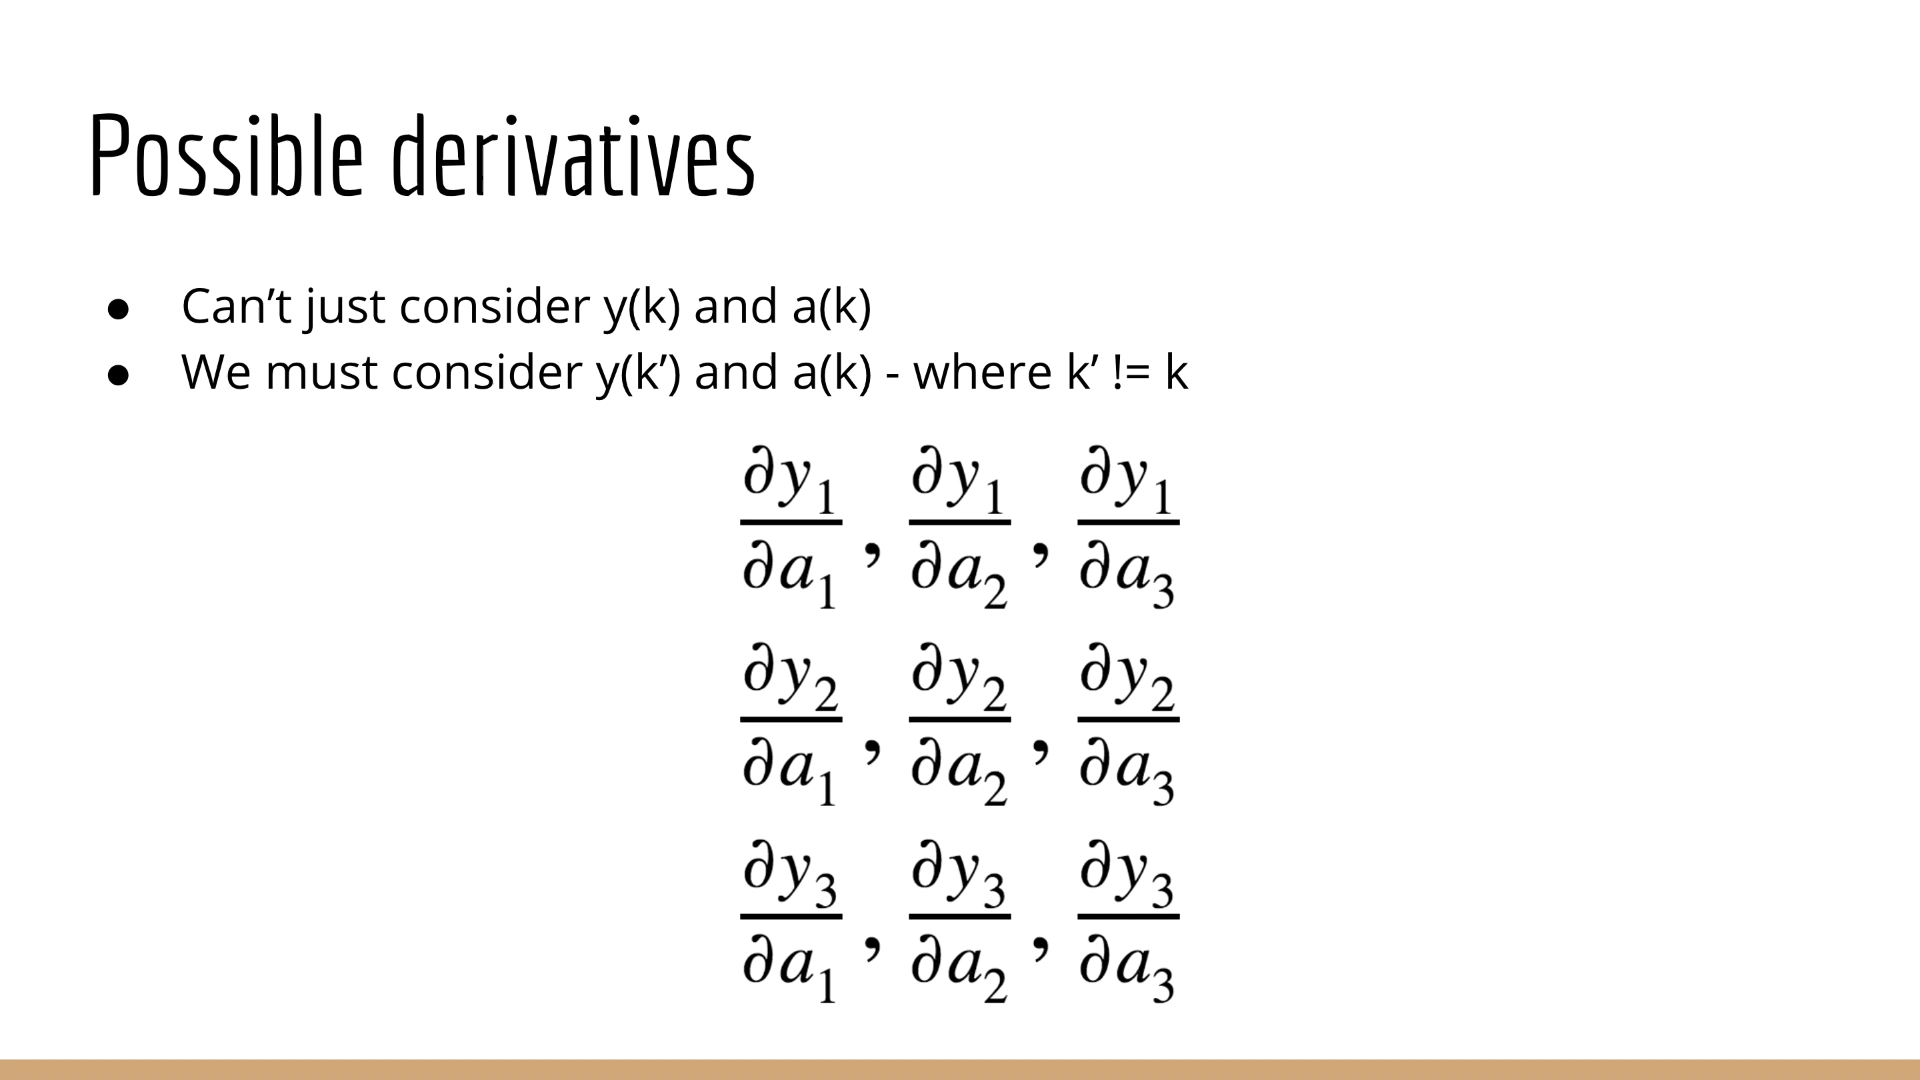 Possible derivatives
● Can’t just consider y(k) and a(k)
● We must consider y(k’) and a(k) - where k’ != k
∂y₁/∂a₁ , ∂y₁/∂a₂ , ∂y₁/∂a₃
∂y₂/∂a₁ , ∂y₂/∂a₂ , ∂y₂/∂a₃
∂y₃/∂a₁ , ∂y₃/∂a₂ , ∂y₃/∂a₃